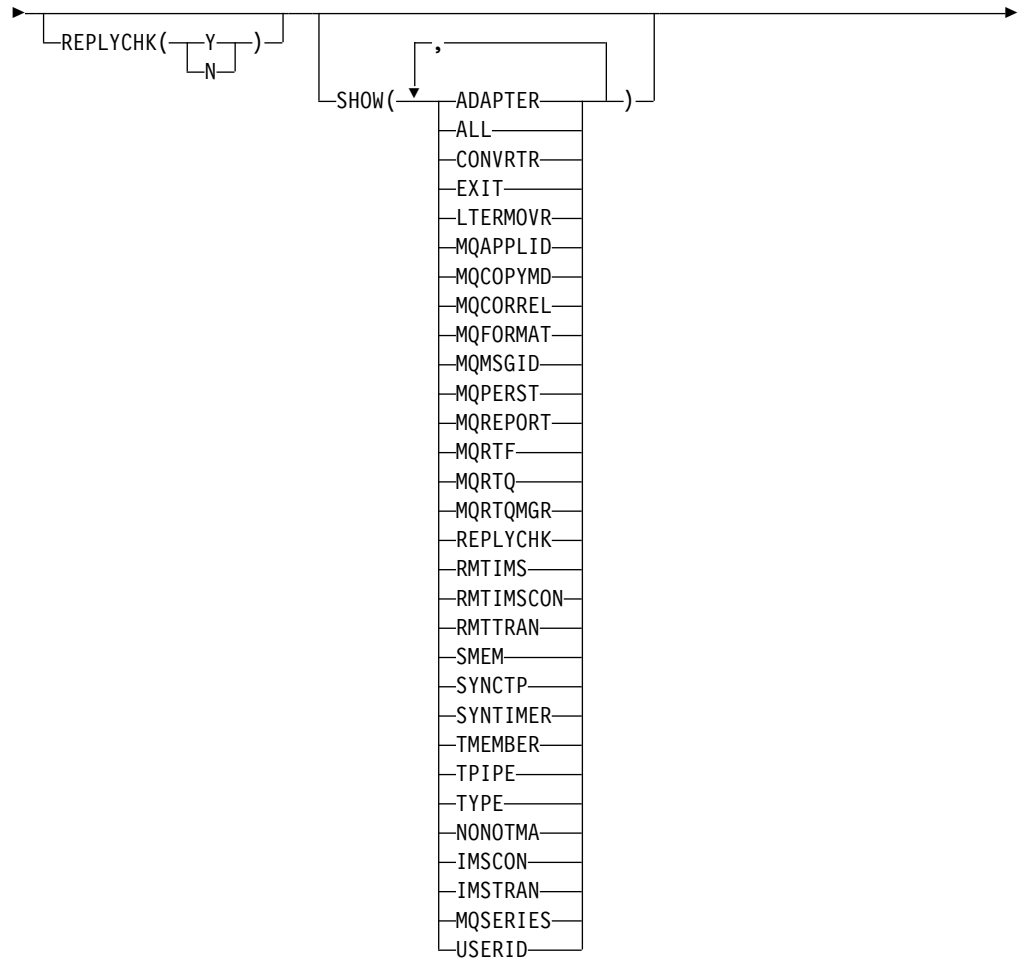 REPLYCHK( Y )
N
,
SHOW( ADAPTER )
ALL
CONVRTR
EXIT
LTERMOVR
MQAPPLID
MQCOPYMD
MQCORREL
MQFORMAT
MQMSGID
MQPERST
MQREPORT
MQRTF
MQRTQ
MQRTQMGR
REPLYCHK
RMTIMS
RMTIMSCON
RMTTRAN
SMEM
SYNCTP
SYNTIMER
TMEMBER
TPIPE
TYPE
NONOTMA
IMSCON
IMSTRAN
MQSERIES
USERID